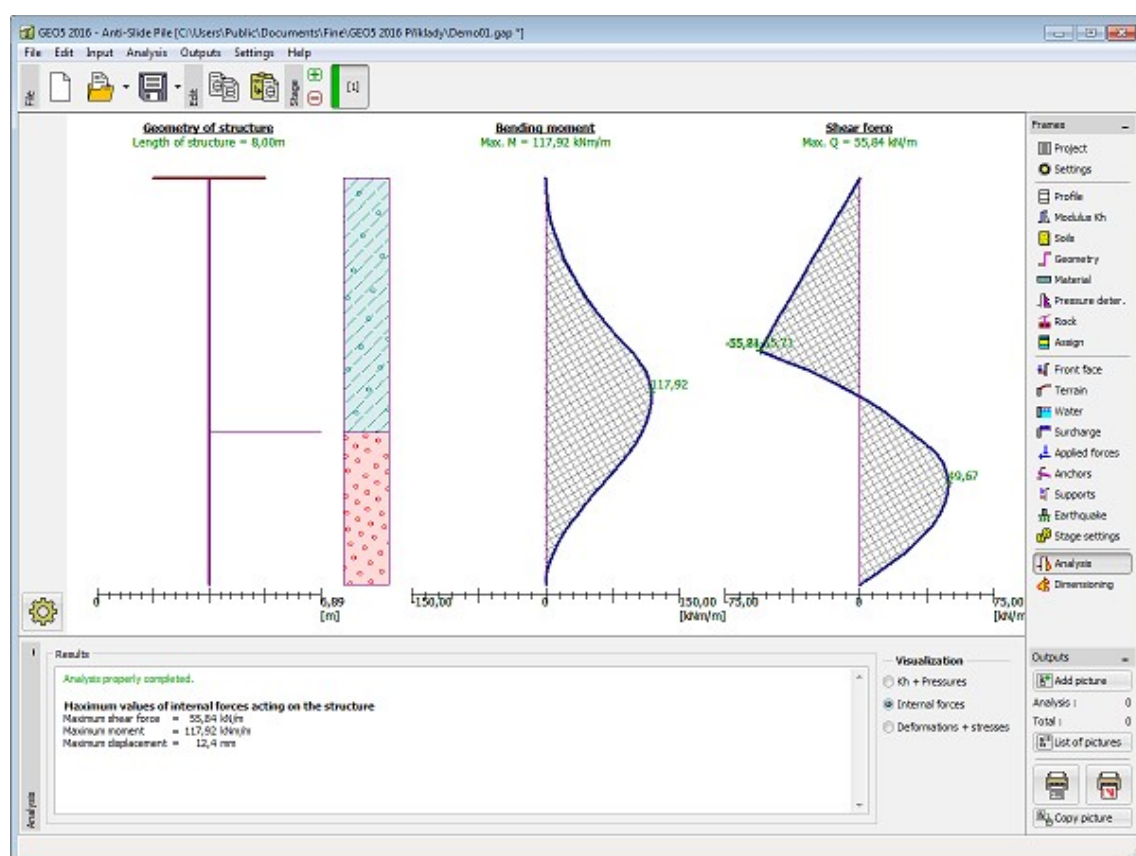 GEO5 2016 - Anti-Slide Pile [C:\Users\Public\Documents\Fine\GEO5 2016 Příklady\Demo01.gap *]
File Edit Input Analysis Outputs Settings Help
File
Edit
Stage
[1]
Geometry of structure
Length of structure = 8,00m
Bending moment
Max. M = 117,92 kNm/m
Shear force
Max. Q = 55,84 kN/m
117,92
49,67
0
6,89
[m]
-150,00
0
150,00
[kNm/m]
-75,00
0
75,00
[kN/m
Frames
Project
Settings
Profile
Modulus Kh
Soils
Geometry
Material
Pressure deter.
Rock
Assign
Front face
Terrain
Water
Surcharge
Applied forces
Anchors
Supports
Earthquake
Stage settings
Analysis
Dimensioning
Analysis
Results
Analysis properly completed.
Maximum values of internal forces acting on the structure
Maximum shear force = 55,84 kN/m
Maximum moment = 117,92 kNm/m
Maximum displacement = 12,4 mm
Visualization
Kh + Pressures
Internal forces
Deformations + stresses
Outputs
Add picture
Analysis : 0
Total : 0
List of pictures
Copy picture